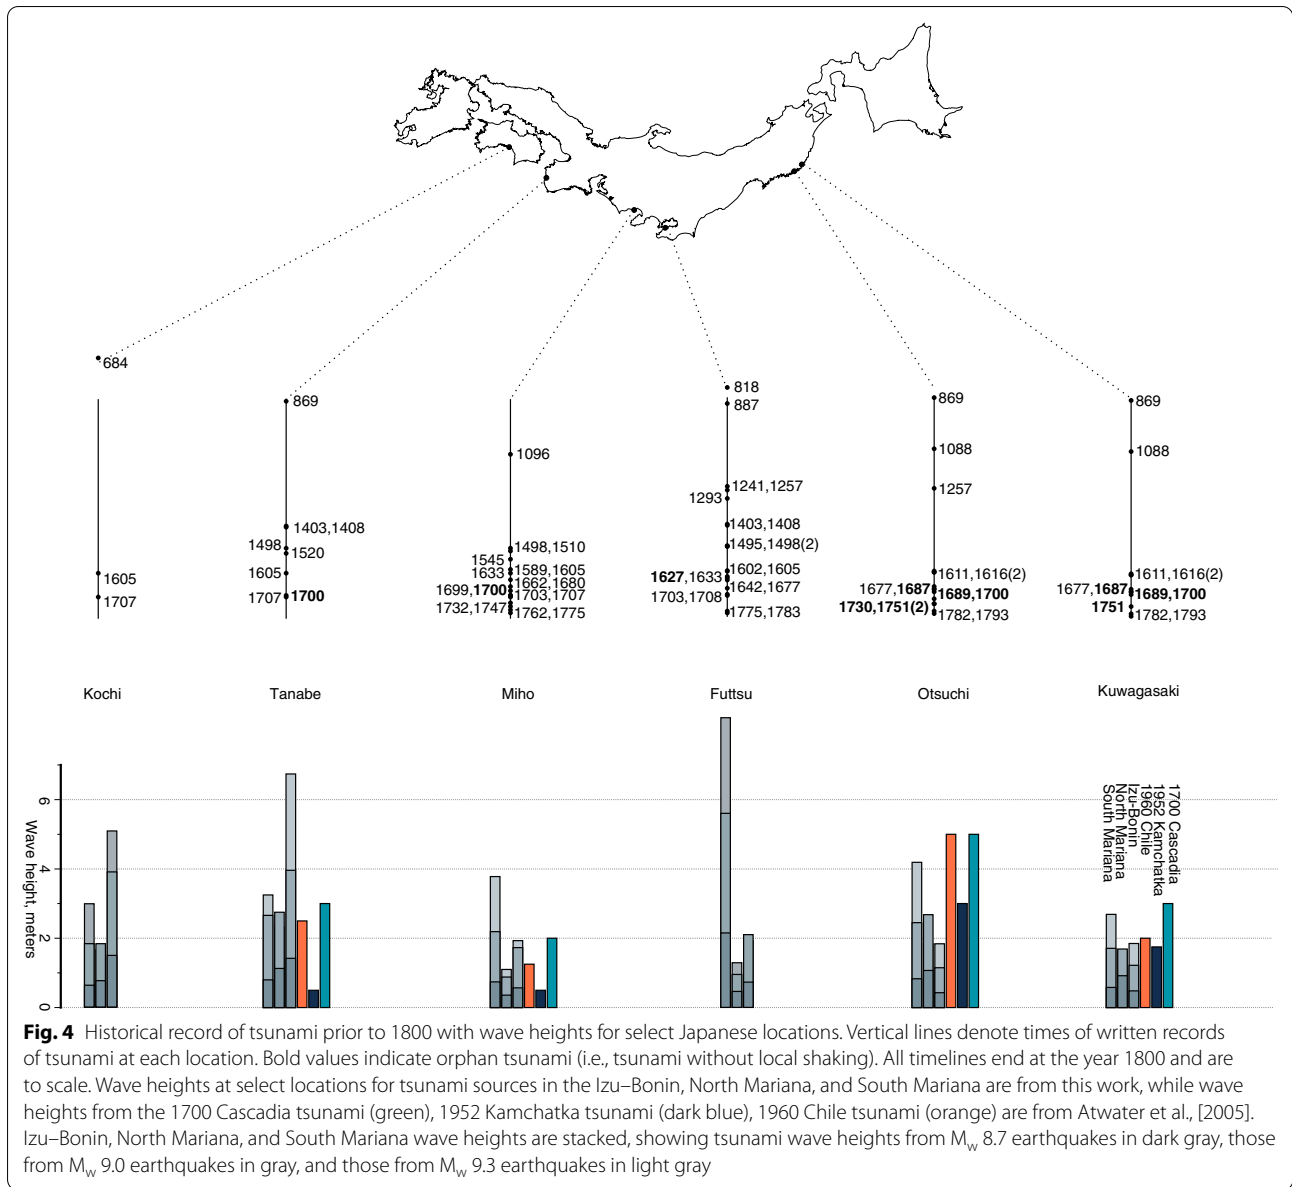 684
869
1096
818
887
869
1088
1257
869
1088
1241,1257
1293
1403,1408
1498
1520
1605
1707
1700
1605
1707
1498,1510
1545
1589,1605
1633
1662,1680
1699,1700
1703,1707
1732,1747
1762,1775
1403,1408
1495,1498(2)
1602,1605
1627,1633
1642,1677
1703,1708
1775,1783
1611,1616(2)
1677,1687
1689,1700
1730,1751(2)
1782,1793
1611,1616(2)
1677,1687
1689,1700
1751
1782,1793
Kochi
Tanabe
Miho
Futtsu
Otsuchi
Kuwagasaki
Wave height, meters
6
4
2
0
1700 Cascadia
1952 Kamchatka
1960 Chile
Izu-Bonin
North Mariana
South Mariana
Fig. 4 Historical record of tsunami prior to 1800 with wave heights for select Japanese locations. Vertical lines denote times of written records
of tsunami at each location. Bold values indicate orphan tsunami (i.e., tsunami without local shaking). All timelines end at the year 1800 and are
to scale. Wave heights at select locations for tsunami sources in the Izu–Bonin, North Mariana, and South Mariana are from this work, while wave
heights from the 1700 Cascadia tsunami (green), 1952 Kamchatka tsunami (dark blue), 1960 Chile tsunami (orange) are from Atwater et al., [2005].
Izu–Bonin, North Mariana, and South Mariana wave heights are stacked, showing tsunami wave heights from Mw 8.7 earthquakes in dark gray, those
from Mw 9.0 earthquakes in gray, and those from Mw 9.3 earthquakes in light gray